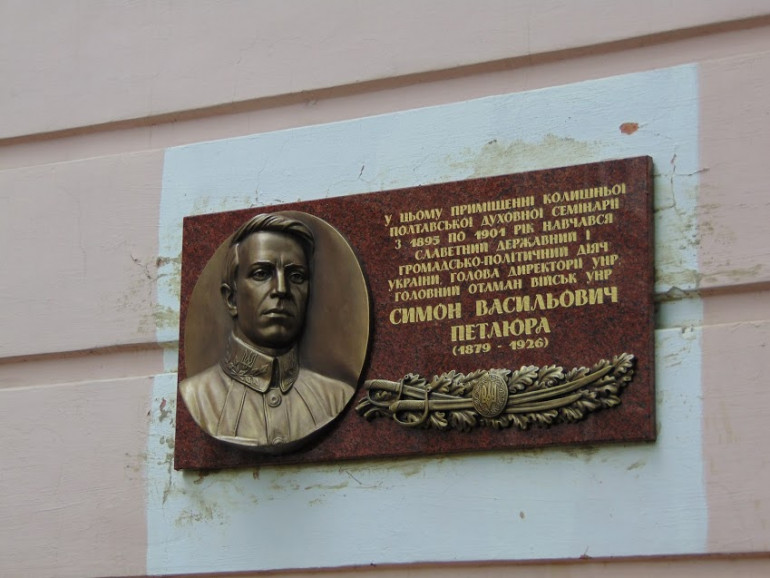 У ЦЬОМУ ПРИМІЩЕННІ КОЛИШНЬОЇ
ПОЛТАВСЬКОЇ ДУХОВНОЇ СЕМІНАРІЇ
З 1895 ПО 1901 РІК НАВЧАВСЯ
СЛАВЕТНИЙ ДЕРЖАВНИЙ І
ГРОМАДСЬКО-ПОЛІТИЧНИЙ ДІЯЧ
УКРАЇНИ, ГОЛОВА ДИРЕКТОРІЇ УНР
ГОЛОВНИЙ ОТАМАН ВІЙСЬК УНР
СИМОН ВАСИЛЬОВИЧ
ПЕТЛЮРА
(1879 - 1926)